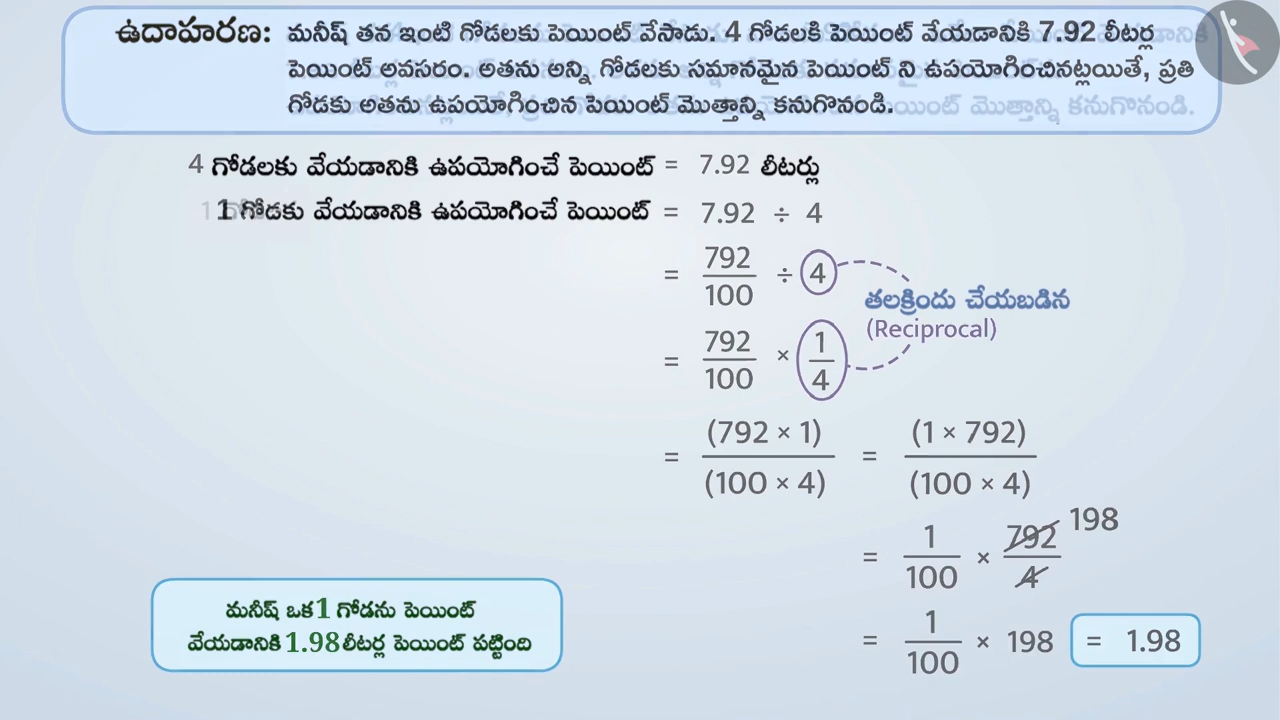 ఉదాహరణ: మనీష్ తన ఇంటి గోడలకు పెయింట్ వేసాడు. 4 గోడలకి పెయింట్ వేయడానికి 7.92 లీటర్ల
పెయింట్ అవసరం. అతను అన్ని గోడలకు సమానమైన పెయింట్ ని ఉపయోగించినట్లయితే, ప్రతి
గోడకు అతను ఉపయోగించిన పెయింట్ మొత్తాన్ని కనుగొనండి.
4 గోడలకు వేయడానికి ఉపయోగించే పెయింట్ = 7.92 లీటర్లు
1 గోడకు వేయడానికి ఉపయోగించే పెయింట్ = 7.92 ÷ 4
= 792/100 ÷ 4
తలక్రిందు చేయబడిన
(Reciprocal)
= 792/100 × 1/4
= (792 × 1)/(100 × 4) = (1 × 792)/(100 × 4)
= 1/100 × 792/4 198
= 1/100 × 198 = 1.98
మనీష్ ఒక 1 గోడను పెయింట్
వేయడానికి 1.98 లీటర్ల పెయింట్ పట్టింది